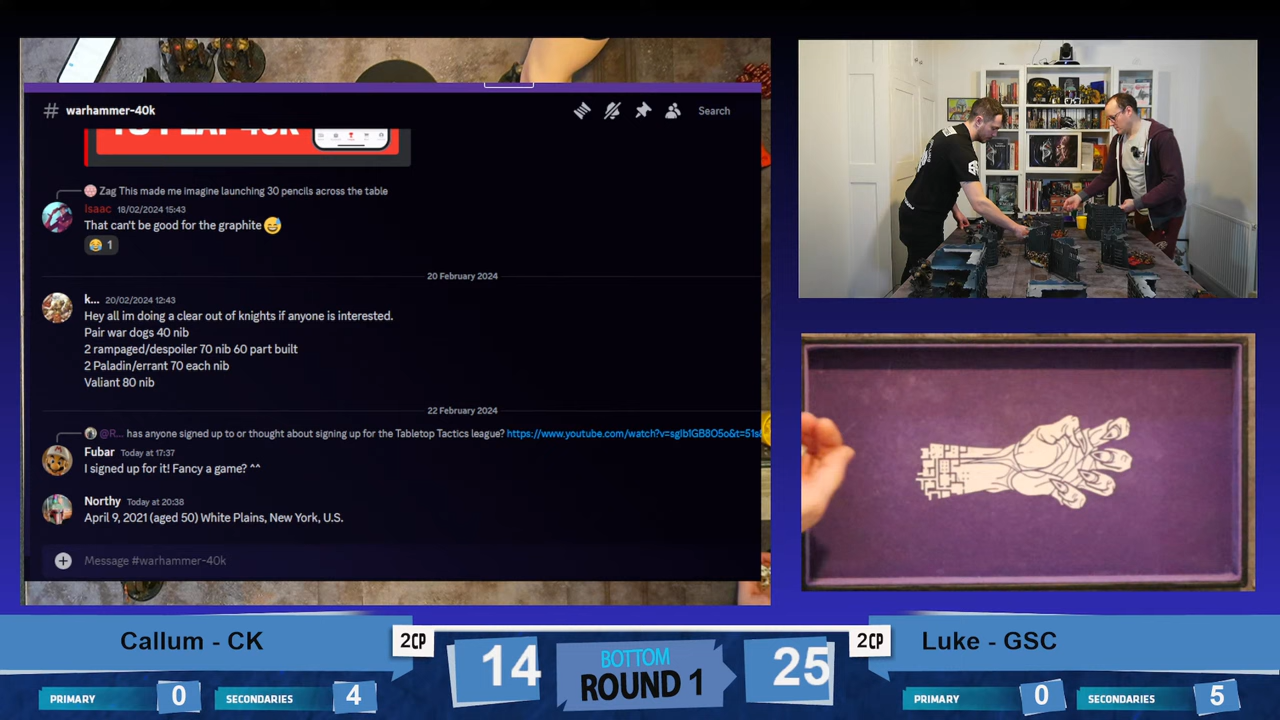 # warhammer-40k
Search
Zag This made me imagine launching 30 pencils across the table
Isaac 18/02/2024 15:43
That can't be good for the graphite 😅
😂 1
20 February 2024
k... 20/02/2024 12:43
Hey all im doing a clear out of knights if anyone is interested.
Pair war dogs 40 nib
2 rampaged/despoiler 70 nib 60 part built
2 Paladin/errant 70 each nib
Valiant 80 nib
22 February 2024
@R... has anyone signed up to or thought about signing up for the Tabletop Tactics league? https://www.youtube.com/watch?v=sglb1GB8O5o&t=51s
Fubar Today at 17:37
I signed up for it! Fancy a game? ^^
Northy Today at 20:38
April 9, 2021 (aged 50) White Plains, New York, U.S.
Message #warhammer-40k
Callum - CK
2CP
14
BOTTOM
ROUND 1
25
2CP
Luke - GSC
PRIMARY 0
SECONDARIES 4
PRIMARY 0
SECONDARIES 5